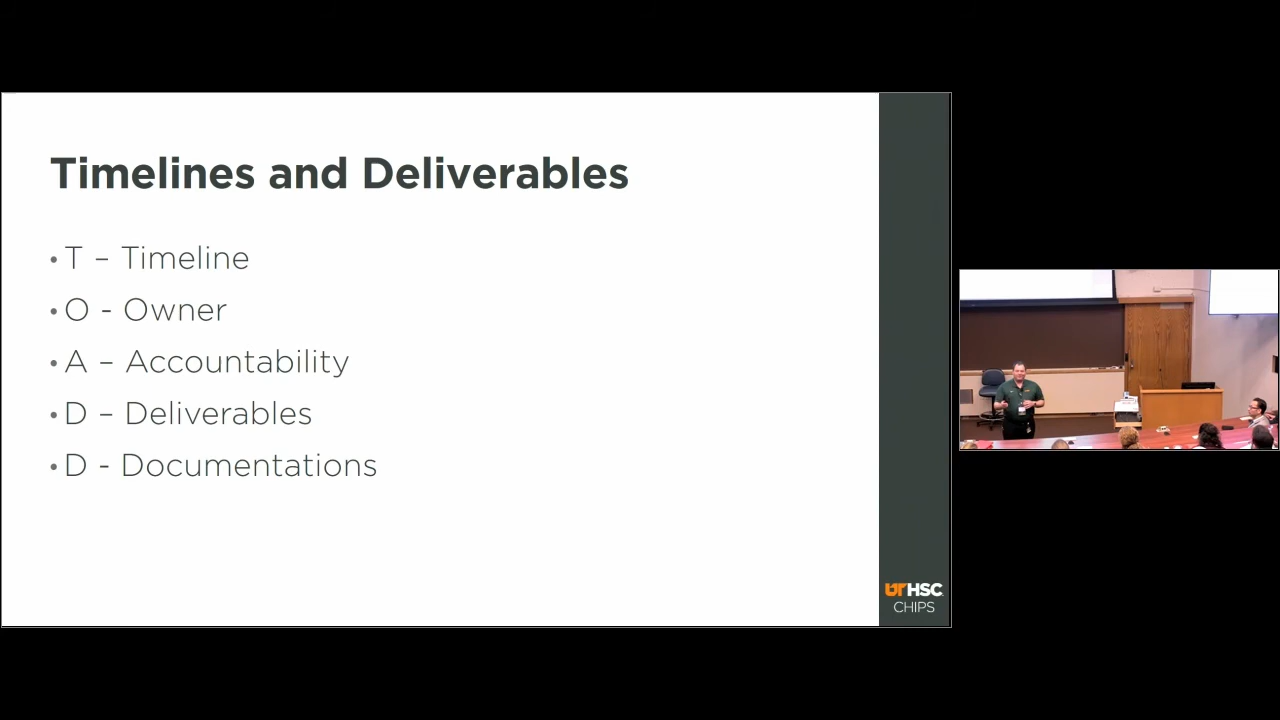 Timelines and Deliverables
• T – Timeline
• O - Owner
• A – Accountability
• D – Deliverables
• D - Documentations
UTHSC
CHIPS